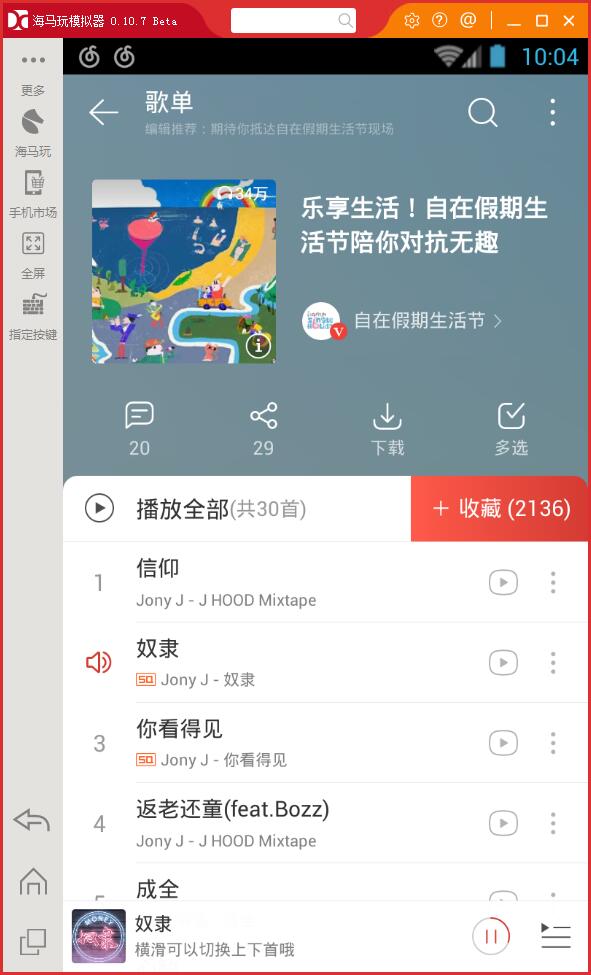 海马玩模拟器 0.10.7 Beta
更多
海马玩
手机市场
全屏
指定按键
10:04
歌单
编辑推荐：期待你抵达自在假期生活节现场
34万
乐享生活！自在假期生
活节陪你对抗无趣
自在假期生活节
20
29
下载
多选
播放全部(共30首)
+ 收藏 (2136)
1
信仰
Jony J - J HOOD Mixtape
奴隶
SQ Jony J - 奴隶
3
你看得见
SQ Jony J - 你看得见
4
返老还童(feat.Bozz)
Jony J - J HOOD Mixtape
5
成全
奴隶
横滑可以切换上下首哦
MONEY
奴隶